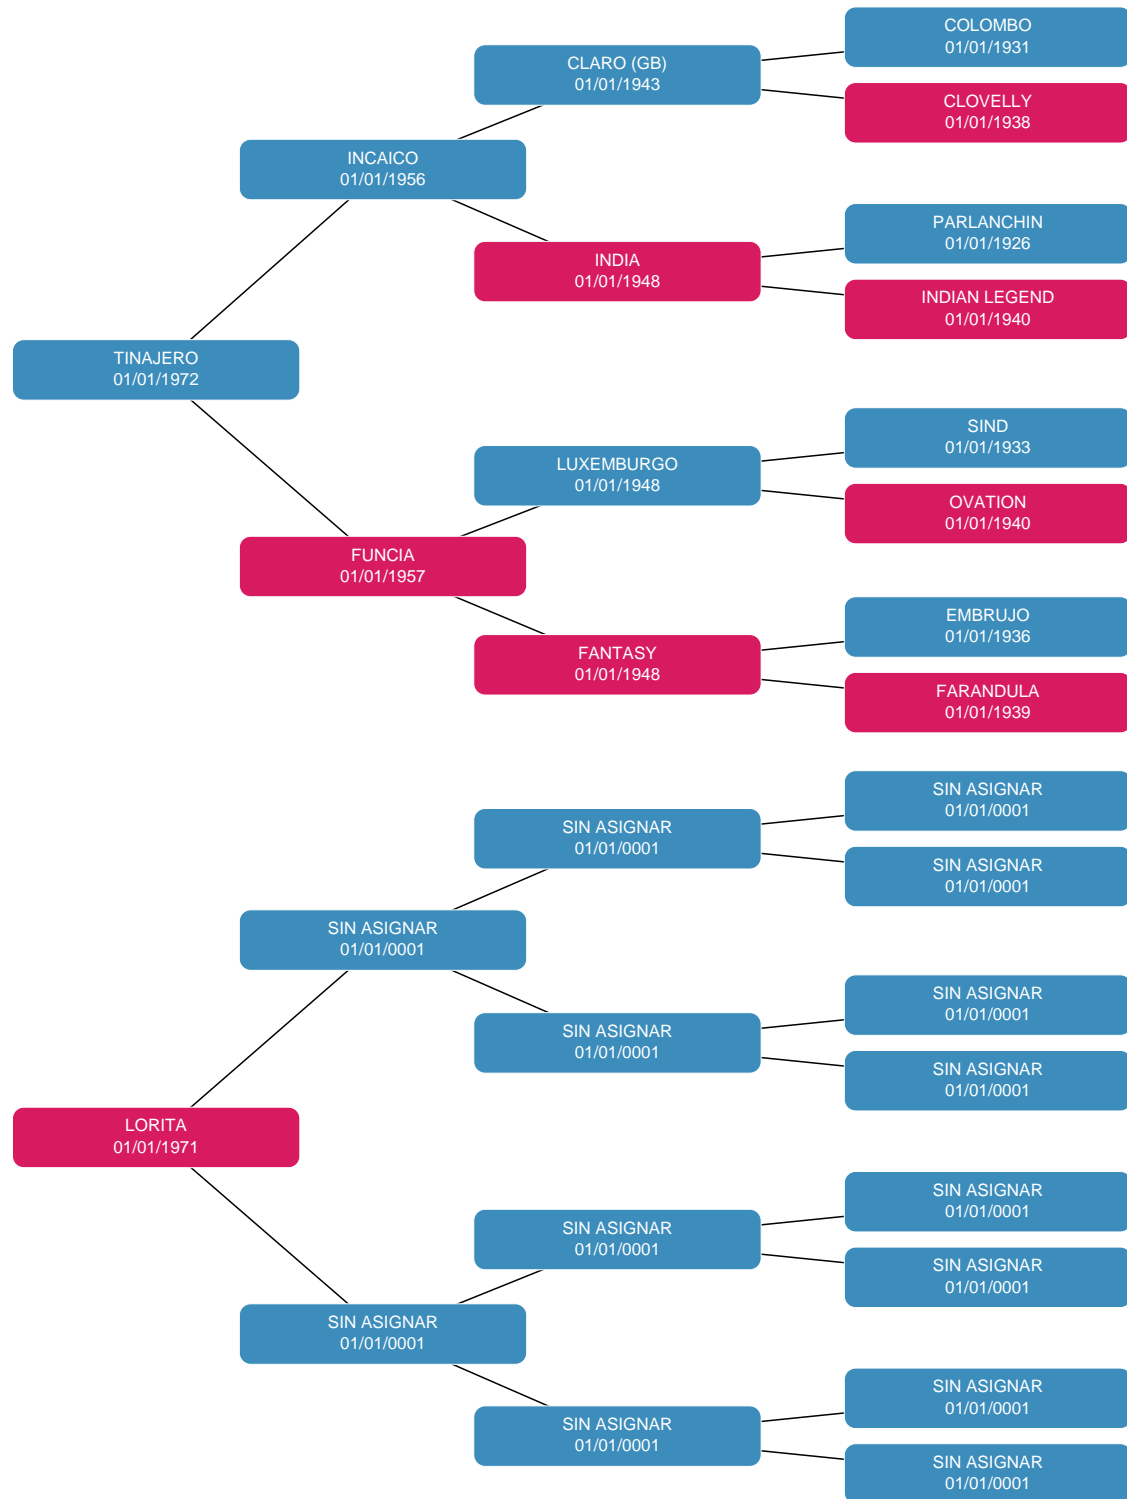 COLOMBO
01/01/1931
CLARO (GB)
01/01/1943
CLOVELLY
01/01/1938
INCAICO
01/01/1956
PARLANCHIN
01/01/1926
INDIA
01/01/1948
INDIAN LEGEND
01/01/1940
TINAJERO
01/01/1972
SIND
01/01/1933
LUXEMBURGO
01/01/1948
OVATION
01/01/1940
FUNCIA
01/01/1957
EMBRUJO
01/01/1936
FANTASY
01/01/1948
FARANDULA
01/01/1939
SIN ASIGNAR
01/01/0001
SIN ASIGNAR
01/01/0001
SIN ASIGNAR
01/01/0001
SIN ASIGNAR
01/01/0001
SIN ASIGNAR
01/01/0001
SIN ASIGNAR
01/01/0001
SIN ASIGNAR
01/01/0001
LORITA
01/01/1971
SIN ASIGNAR
01/01/0001
SIN ASIGNAR
01/01/0001
SIN ASIGNAR
01/01/0001
SIN ASIGNAR
01/01/0001
SIN ASIGNAR
01/01/0001
SIN ASIGNAR
01/01/0001
SIN ASIGNAR
01/01/0001